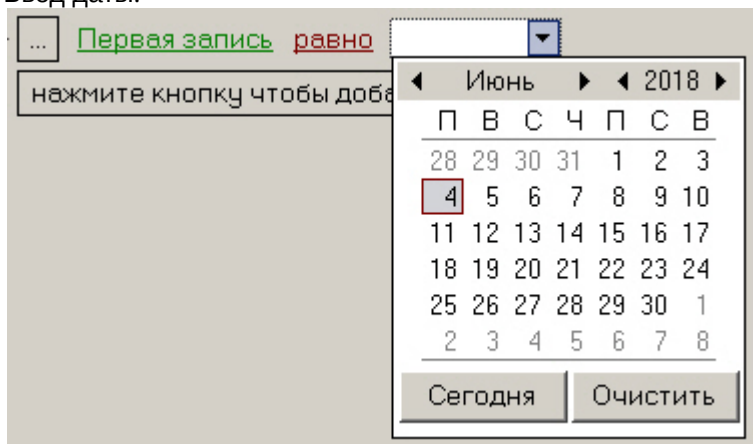 ... Первая запись равно
нажмите кнопку чтобы
Июнь 2018
П В С Ч П С В
28 29 30 31 1 2 3
4 5 6 7 8 9 10
11 12 13 14 15 16 17
18 19 20 21 22 23 24
25 26 27 28 29 30 1
2 3 4 5 6 7 8
Сегодня Очистить